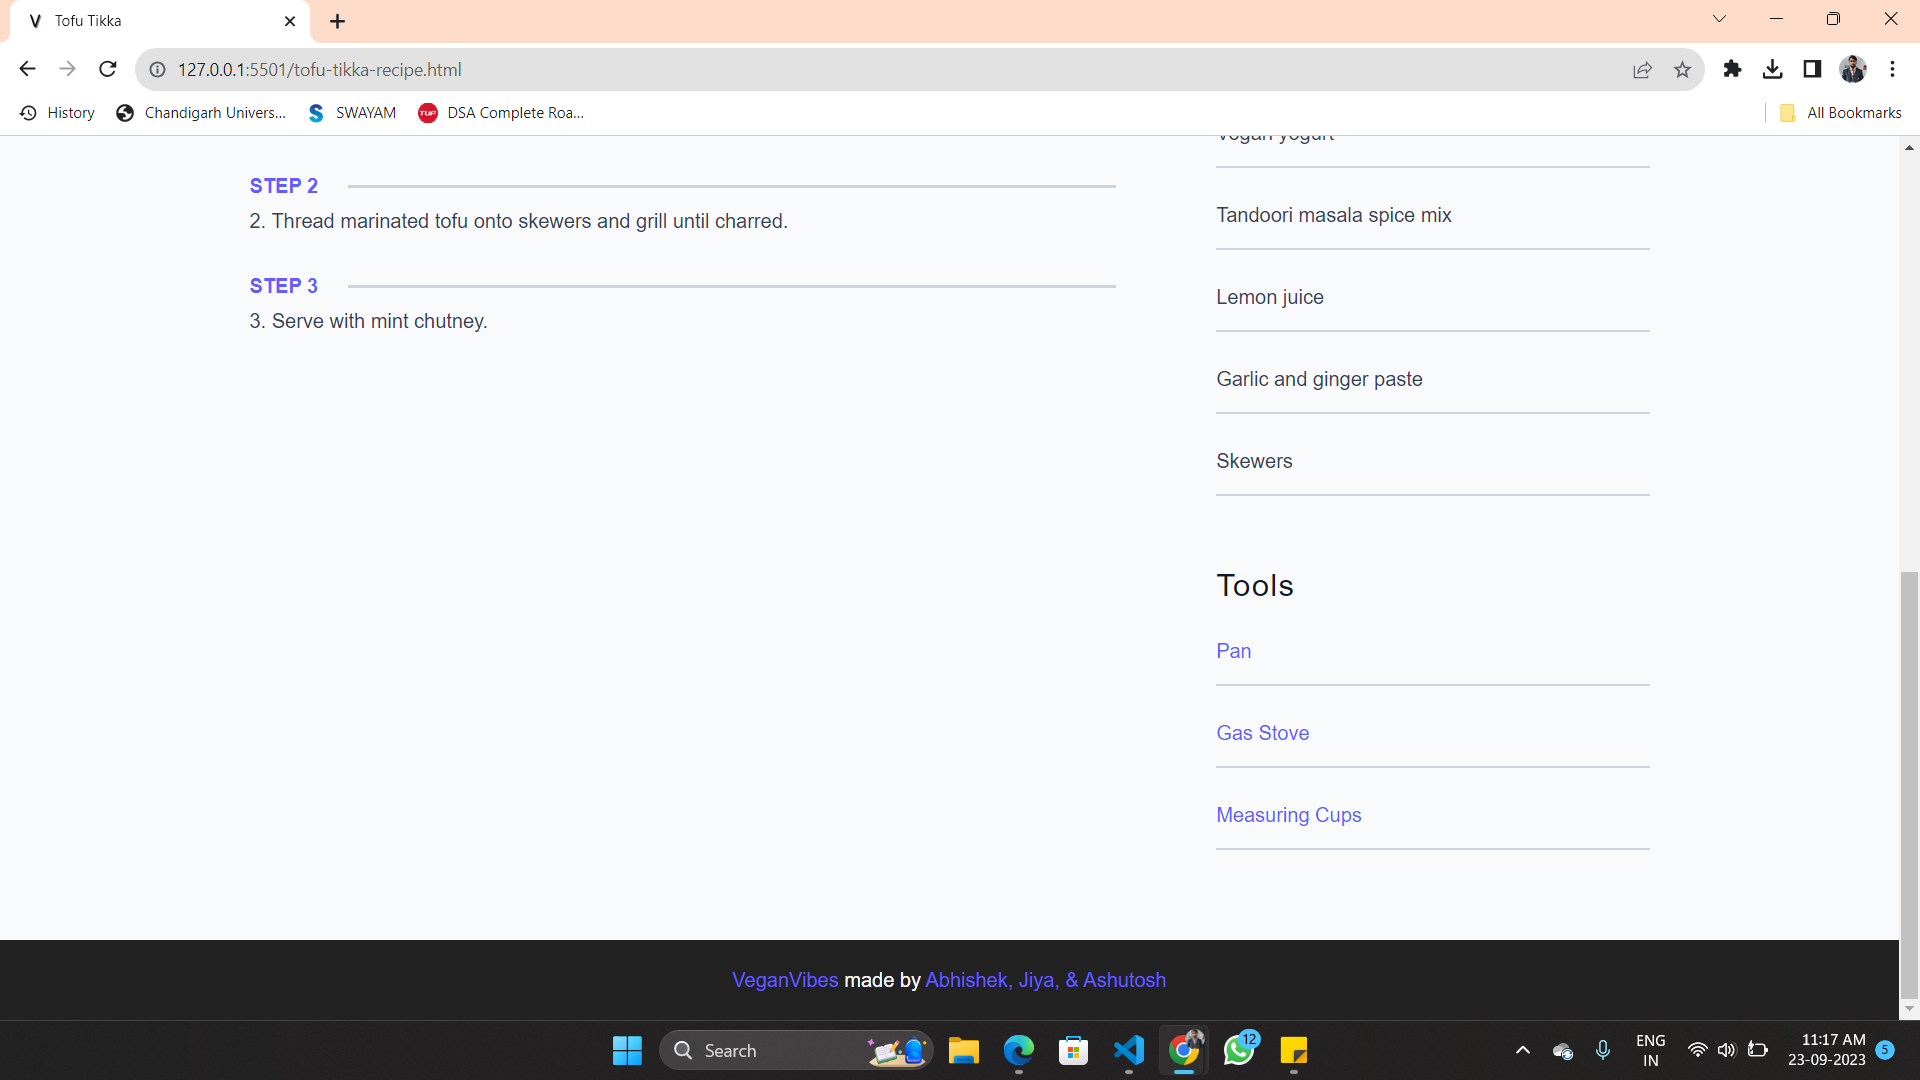 Tofu Tikka
127.0.0.1:5501/tofu-tikka-recipe.html
History
Chandigarh Univers...
SWAYAM
TUF
DSA Complete Roa...
All Bookmarks
STEP 2
2. Thread marinated tofu onto skewers and grill until charred.
STEP 3
3. Serve with mint chutney.
Vegan yogurt
Tandoori masala spice mix
Lemon juice
Garlic and ginger paste
Skewers
Tools
Pan
Gas Stove
Measuring Cups
VeganVibes made by Abhishek, Jiya, & Ashutosh
Search
12
ENG
IN
11:17 AM
23-09-2023
5